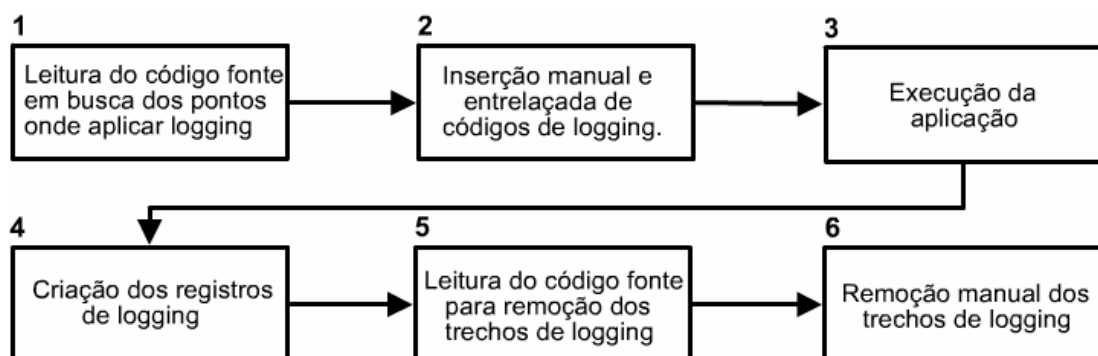 1
Leitura do código fonte
em busca dos pontos
onde aplicar logging
2
Inserção manual e
entrelaçada de
códigos de logging.
3
Execução da
aplicação
4
Criação dos registros
de logging
5
Leitura do código fonte
para remoção dos
trechos de logging
6
Remoção manual dos
trechos de logging